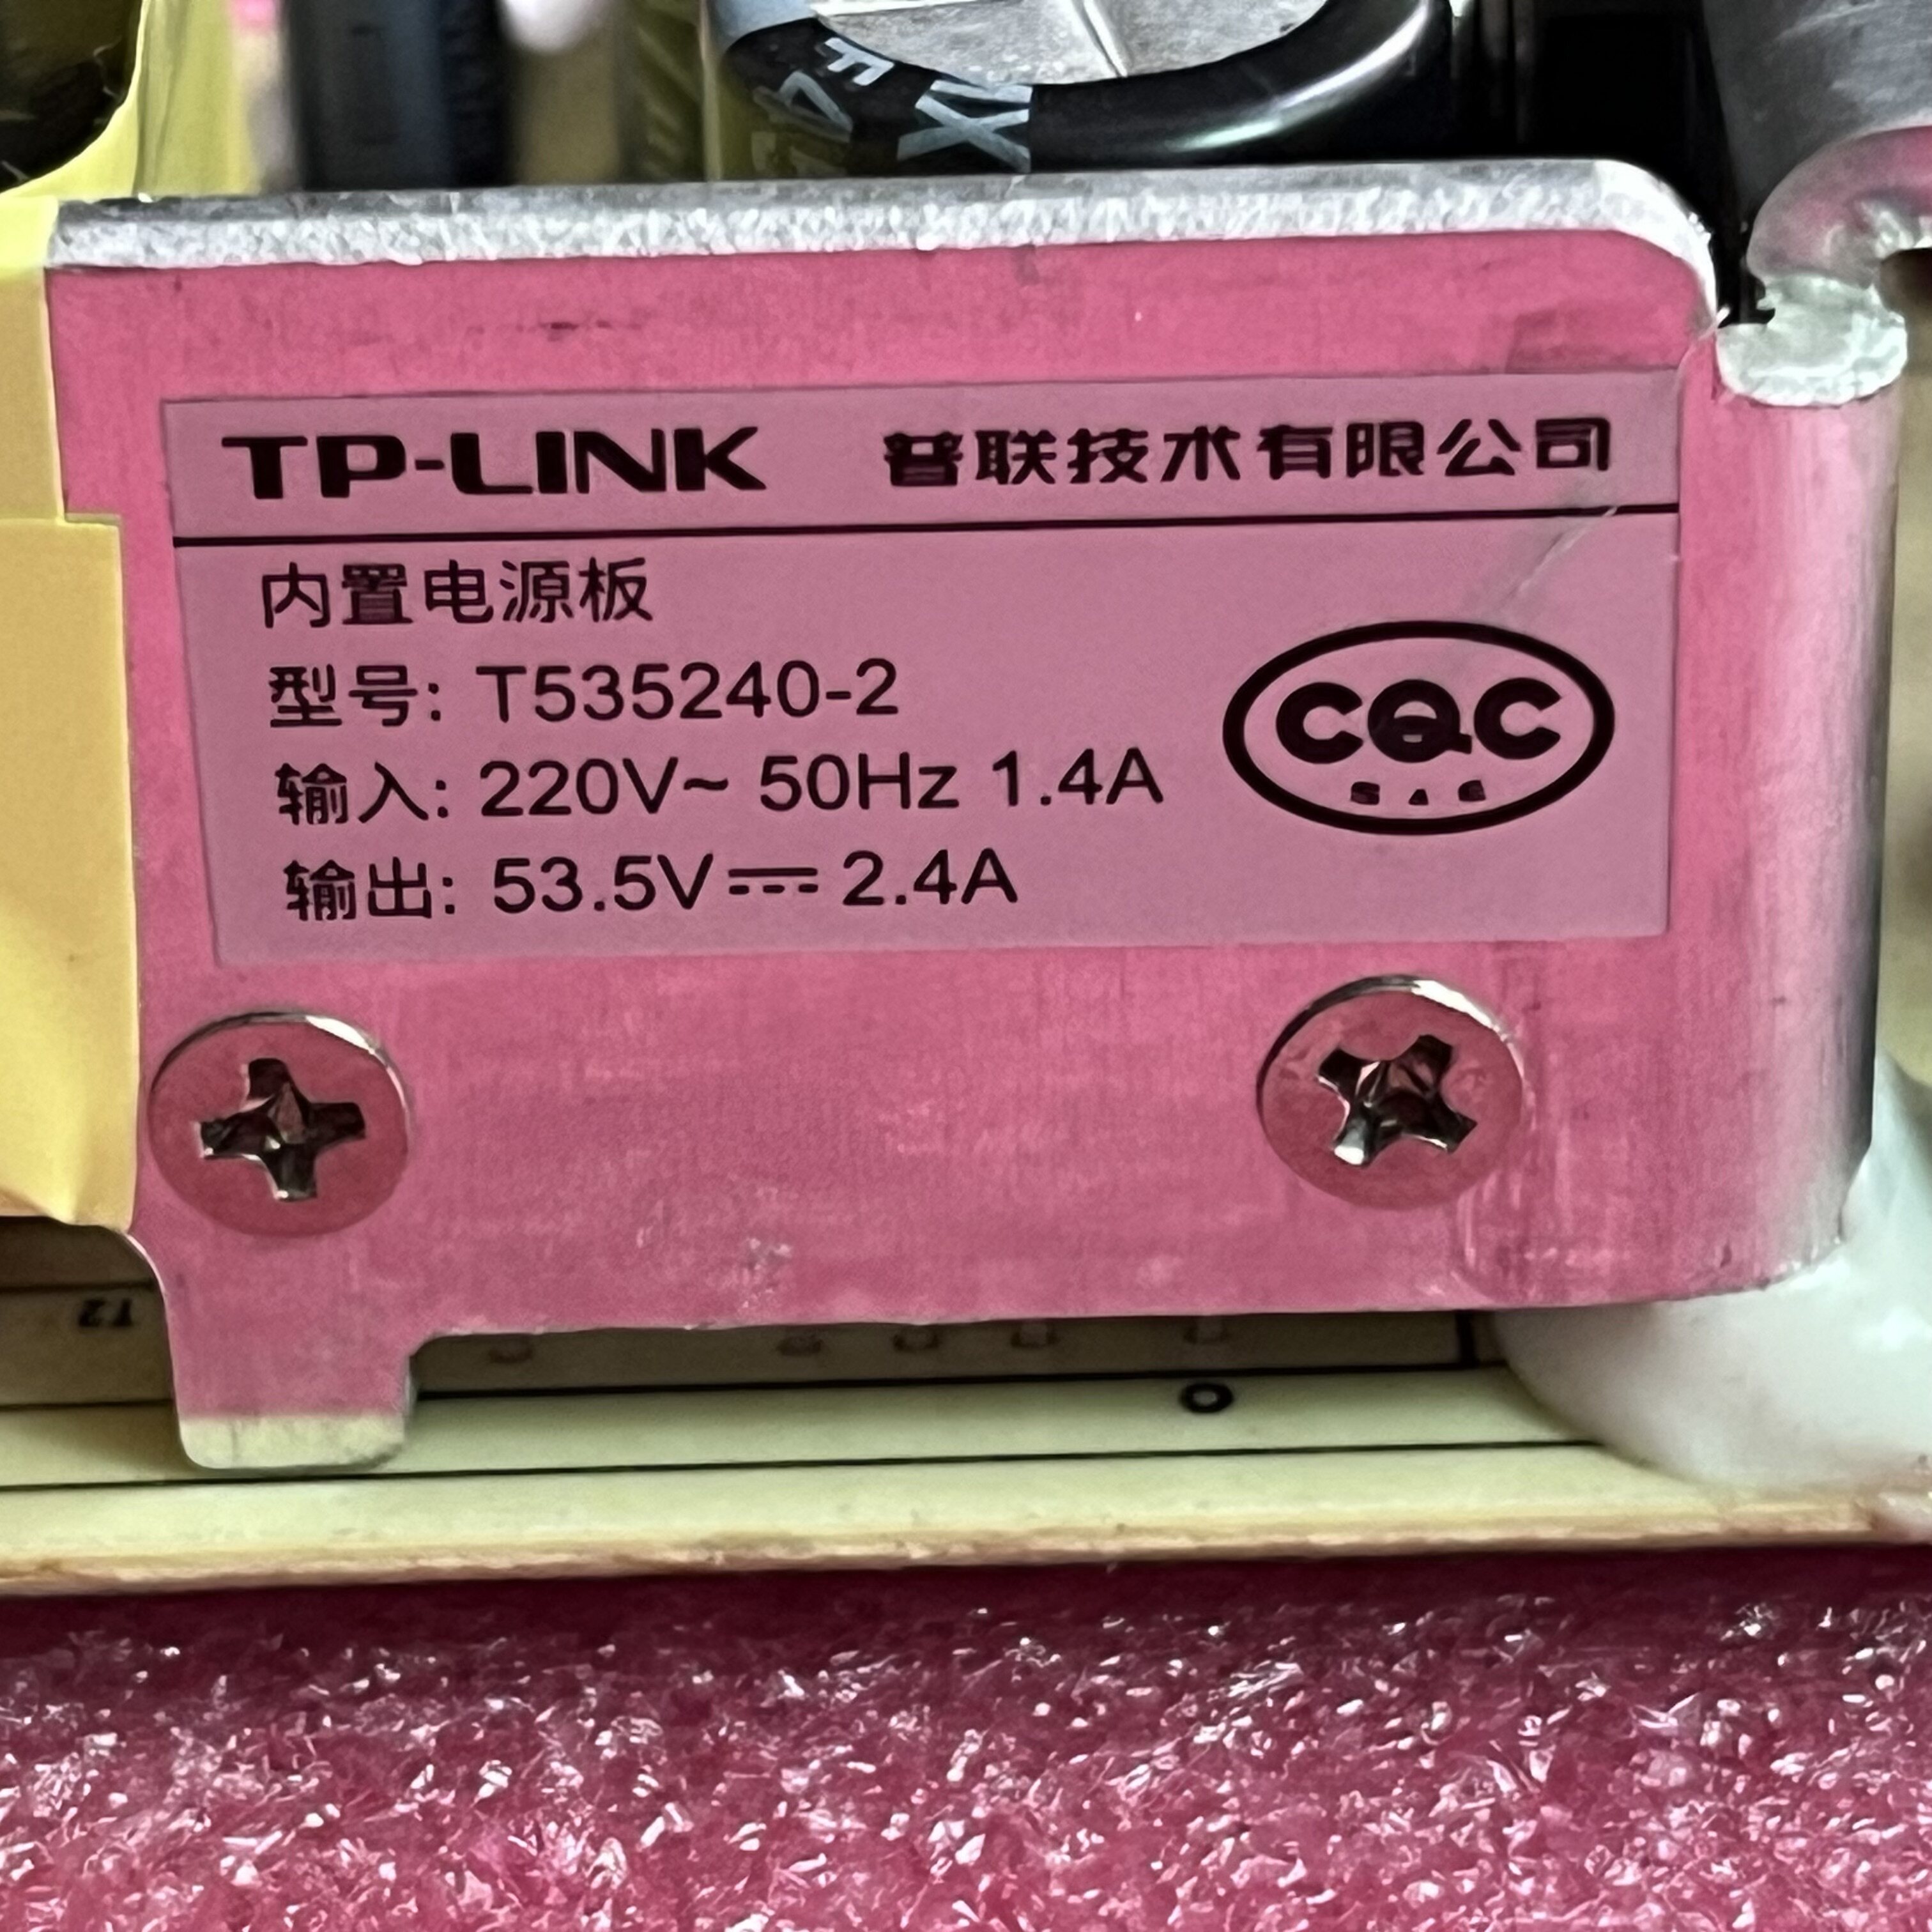 TP-LINK 普联技术有限公司
内置电源板
型号: T535240-2
输入: 220V~ 50Hz 1.4A
输出: 53.5V⎓2.4A
CQC
T2